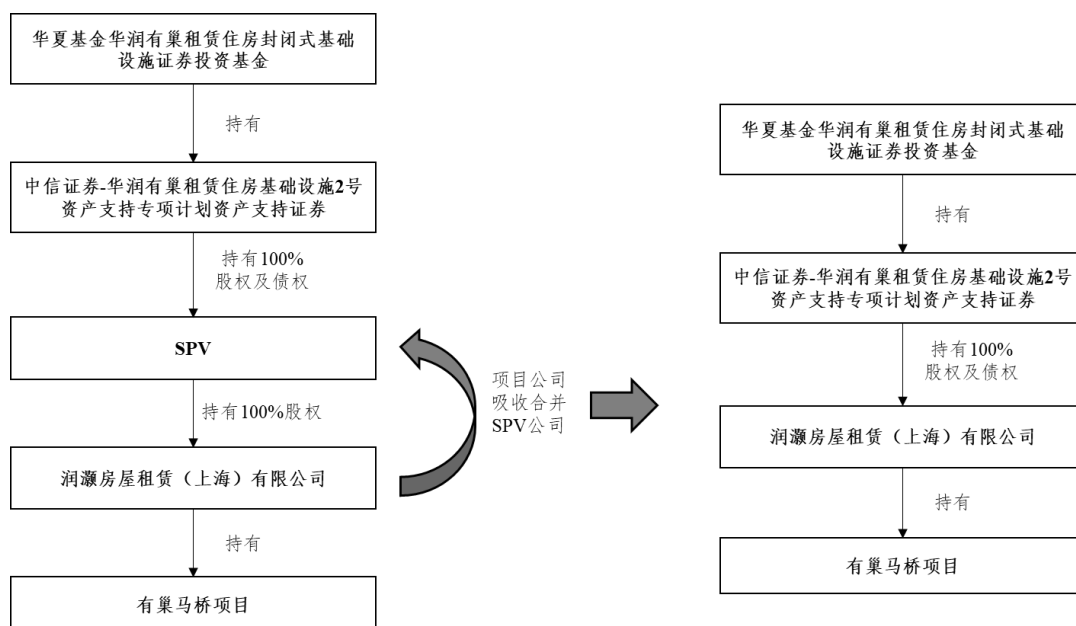 华夏基金华润有巢租赁住房封闭式基础
设施证券投资基金
持有
中信证券-华润有巢租赁住房基础设施2号
资产支持专项计划资产支持证券
持有100%
股权及债权
SPV
持有100%股权
润灏房屋租赁（上海）有限公司
持有
有巢马桥项目
项目公司
吸收合并
SPV公司
华夏基金华润有巢租赁住房封闭式基础
设施证券投资基金
持有
中信证券-华润有巢租赁住房基础设施2号
资产支持专项计划资产支持证券
持有100%
股权及债权
润灏房屋租赁（上海）有限公司
持有
有巢马桥项目